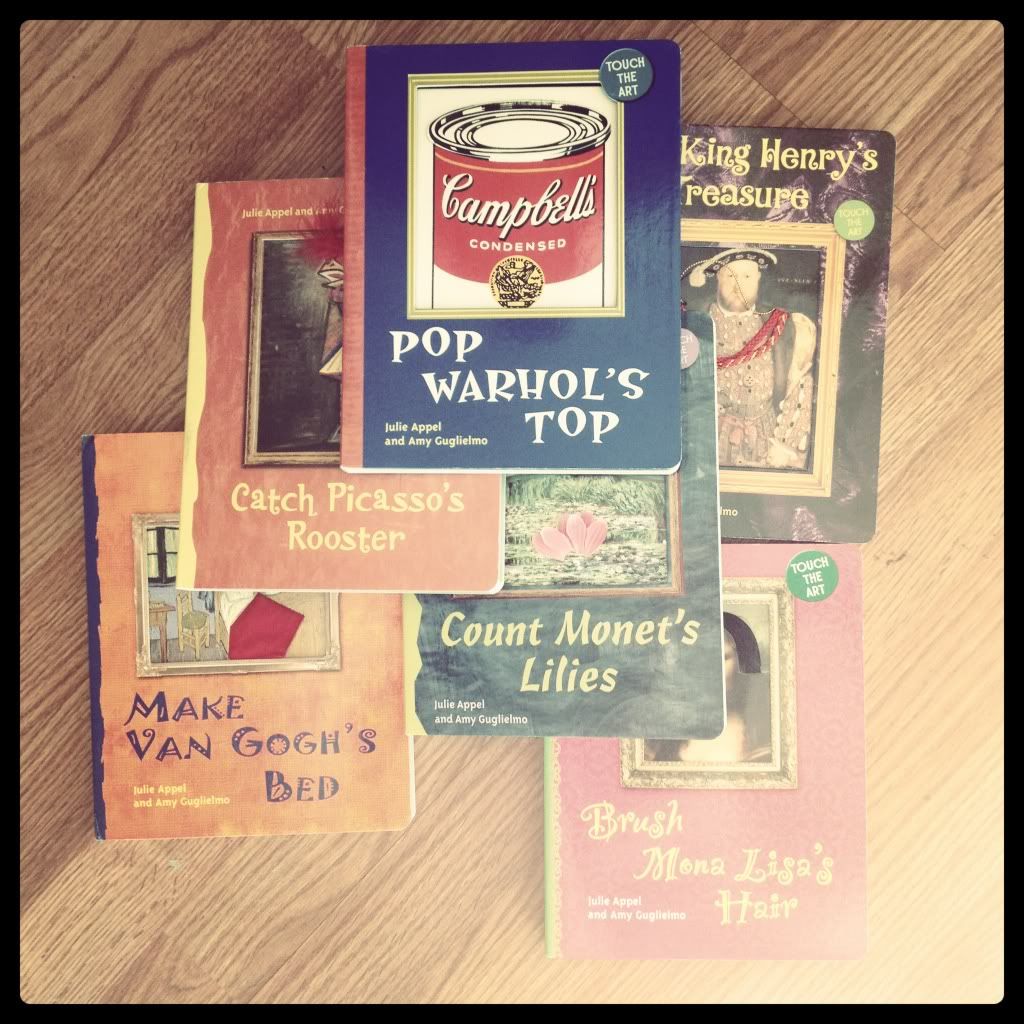 TOUCH
THE
ART
Campbell's
CONDENSED
POP
WARHOL'S
TOP
Julie Appel
and Amy Guglielmo
King Henry's
Treasure
TOUCH
THE
ART
Julie Appel and Amy G
Catch Picasso's
Rooster
Count Monet's
Lilies
Julie Appel
and Amy Guglielmo
MAKE
VAN GOGH'S
BED
Julie Appel
and Amy Guglielmo
TOUCH
THE
ART
Brush
Mona Lisa's
Hair
Julie Appel
and Amy Guglielmo